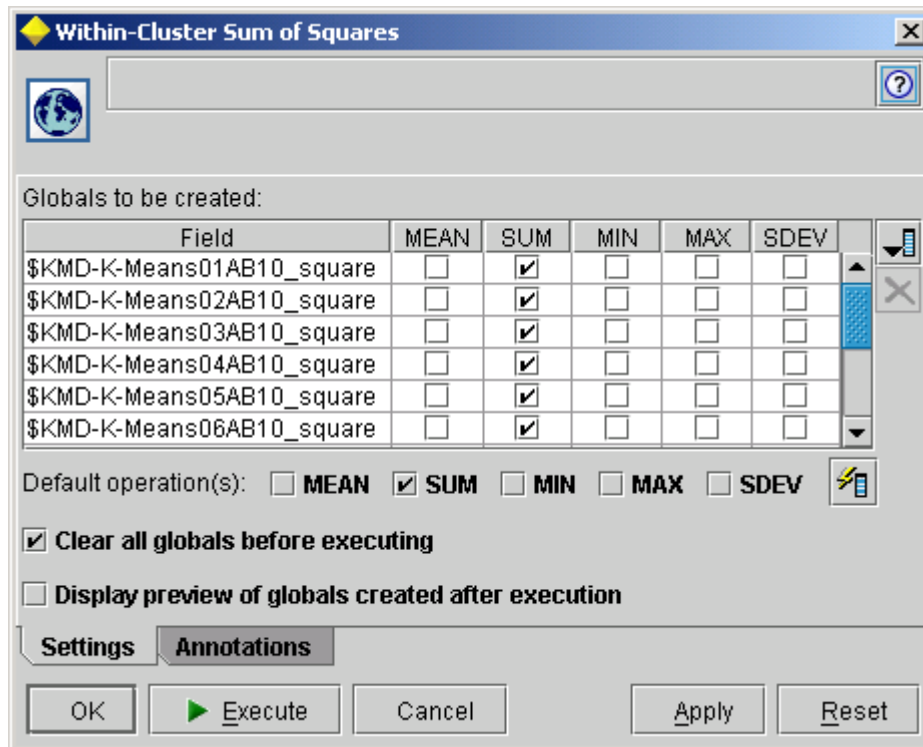 Within-Cluster Sum of Squares
Globals to be created:
Field MEAN SUM MIN MAX SDEV
$KMD-K-Means01AB10_square
$KMD-K-Means02AB10_square
$KMD-K-Means03AB10_square
$KMD-K-Means04AB10_square
$KMD-K-Means05AB10_square
$KMD-K-Means06AB10_square
Default operation(s): MEAN SUM MIN MAX SDEV
Clear all globals before executing
Display preview of globals created after execution
Settings Annotations
OK Execute Cancel Apply Reset